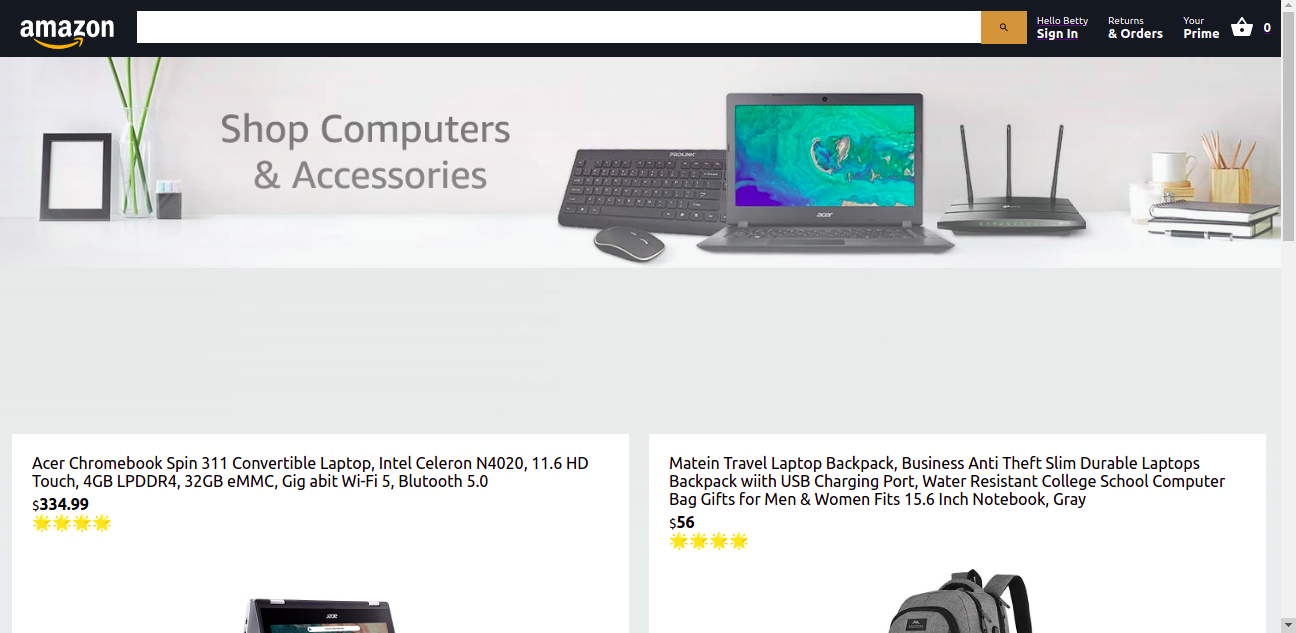 amazon
Hello Betty
Sign In
Returns
& Orders
Your
Prime
0
Shop Computers
& Accessories
PROLINK
acer
Acer Chromebook Spin 311 Convertible Laptop, Intel Celeron N4020, 11.6 HD
Touch, 4GB LPDDR4, 32GB eMMC, Gig abit Wi-Fi 5, Blutooth 5.0
$334.99
Matein Travel Laptop Backpack, Business Anti Theft Slim Durable Laptops
Backpack wiith USB Charging Port, Water Resistant College School Computer
Bag Gifts for Men & Women Fits 15.6 Inch Notebook, Gray
$56
acer